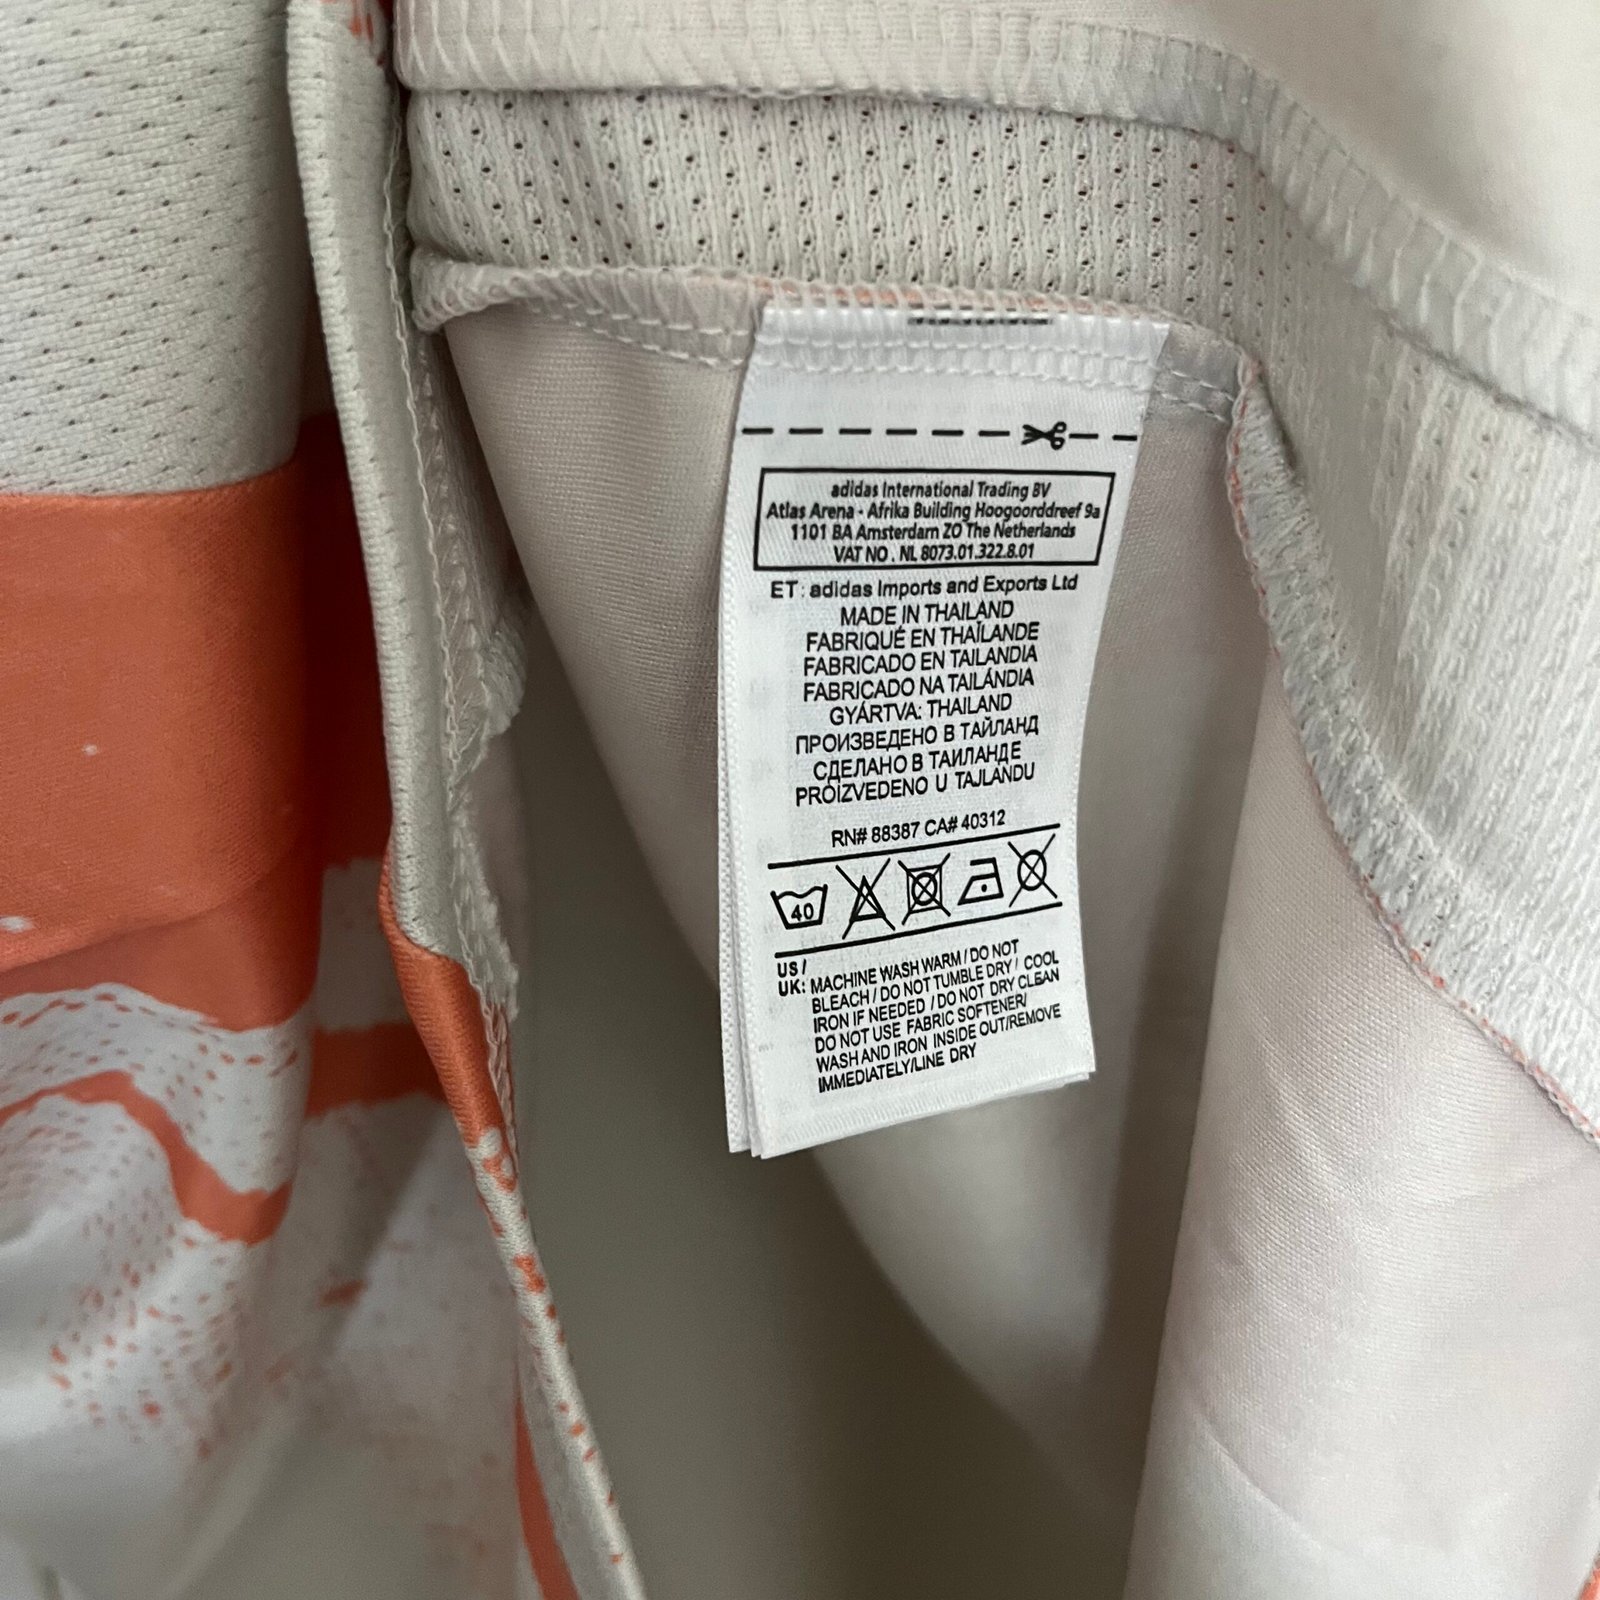 adidas International Trading BV
Atlas Arena - Afrika Building Hoogoorddreef 9a
1101 BA Amsterdam ZO The Netherlands
VAT NO . NL 8073.01.322.8.01
ET : adidas Imports and Exports Ltd
MADE IN THAILAND
FABRIQUÉ EN THAÏLANDE
FABRICADO EN TAILANDIA
FABRICADO NA TAILÁNDIA
GYÁRTVA: THAILAND
ПРОИЗВЕДЕНО В ТАЙЛАНД
СДЕЛАНО В ТАИЛАНДЕ
PROIZVEDENO U TAJLANDU
RN# 88387 CA# 40312
40
US /
UK: MACHINE WASH WARM / DO NOT
BLEACH / DO NOT TUMBLE DRY / COOL
IRON IF NEEDED / DO NOT DRY CLEAN
DO NOT USE FABRIC SOFTENER/
WASH AND IRON INSIDE OUT/REMOVE
IMMEDIATELY/LINE DRY